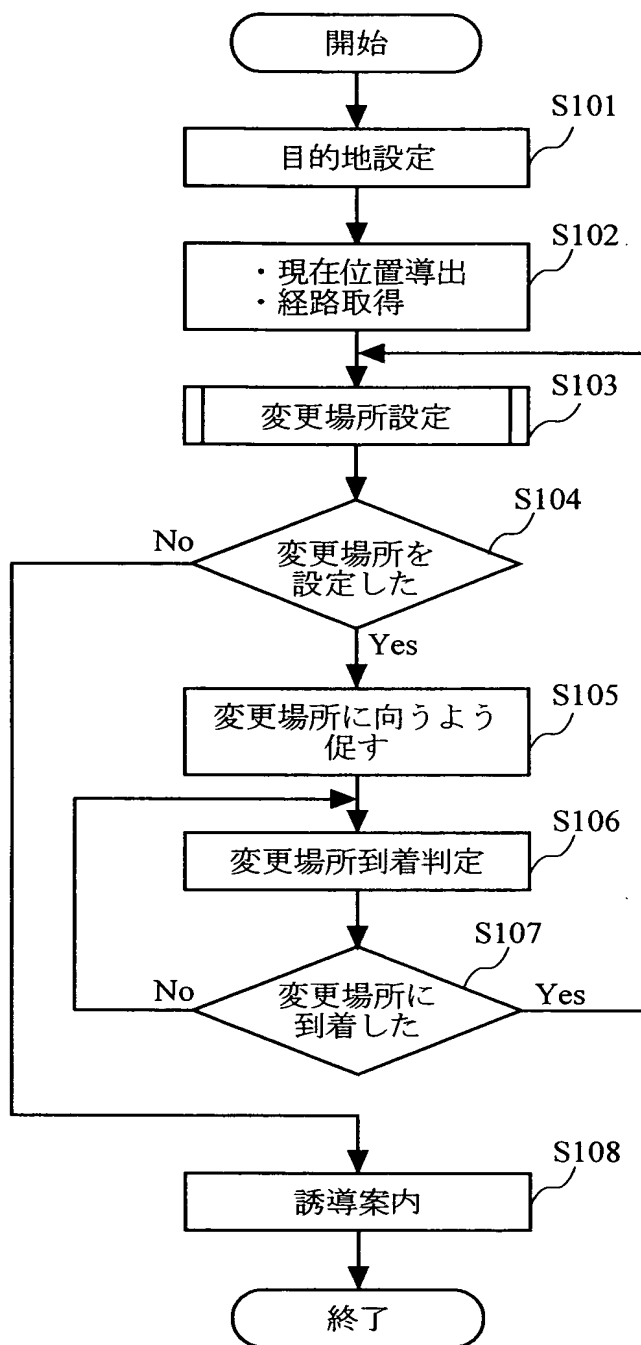 開始
S101
目的地設定
S102
・現在位置導出
・経路取得
S103
変更場所設定
S104
No
変更場所を
設定した
Yes
S105
変更場所に向うよう
促す
S106
変更場所到着判定
S107
No
変更場所に
到着した
Yes
S108
誘導案内
終了